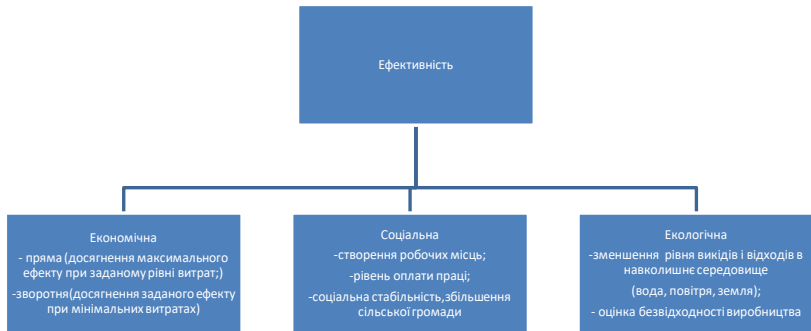 Ефективність
Економічна
- пряма (досягнення максимального
ефекту при заданому рівні витрат;)
-зворотня(досягнення заданого ефекту
при мінімальних витратах)
Соціальна
-створення робочих місць;
-рівень оплати праці;
-соціальна стабільність,збільшення
сільської громади
Екологічна
-зменшення рівня викідів і відходів в
навколишнє середовище
(вода, повітря, земля);
- оцінка безвідходності виробництва